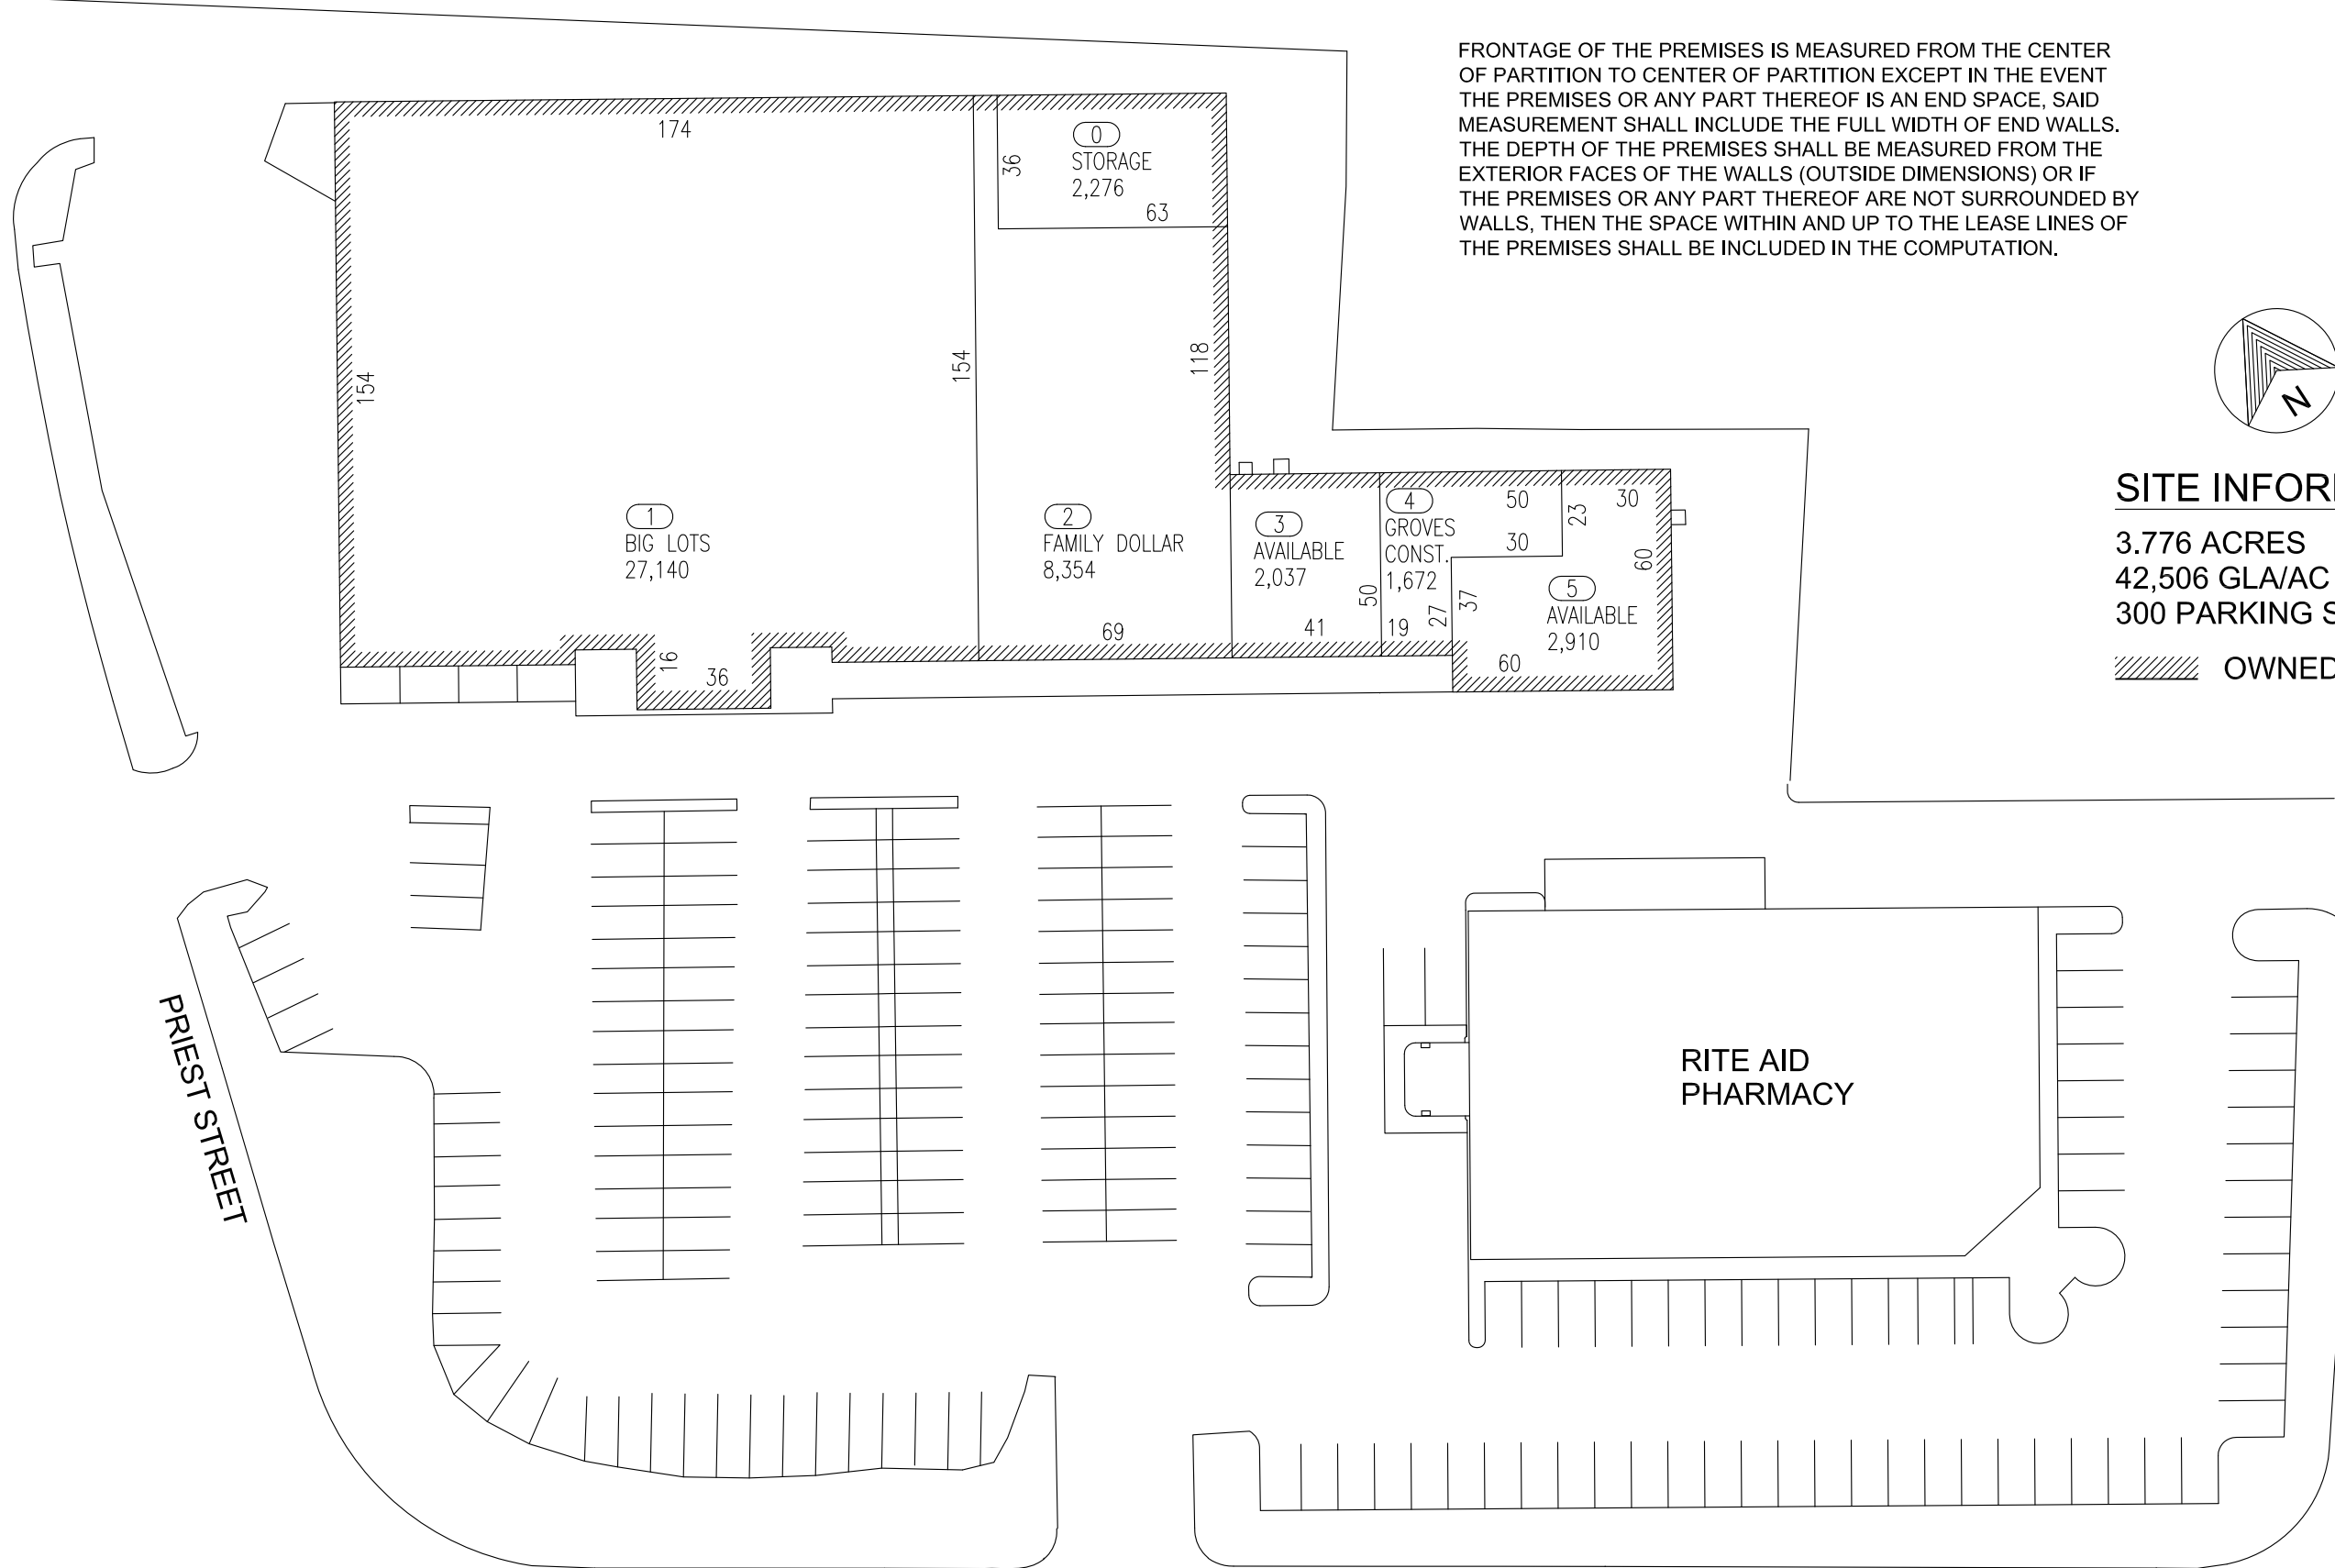 FRONTAGE OF THE PREMISES IS MEASURED FROM THE CENTER
OF PARTITION TO CENTER OF PARTITION EXCEPT IN THE EVENT
THE PREMISES OR ANY PART THEREOF IS AN END SPACE, SAID
MEASUREMENT SHALL INCLUDE THE FULL WIDTH OF END WALLS.
THE DEPTH OF THE PREMISES SHALL BE MEASURED FROM THE
EXTERIOR FACES OF THE WALLS (OUTSIDE DIMENSIONS) OR IF
THE PREMISES OR ANY PART THEREOF ARE NOT SURROUNDED BY
WALLS, THEN THE SPACE WITHIN AND UP TO THE LEASE LINES OF
THE PREMISES SHALL BE INCLUDED IN THE COMPUTATION.
174
0
STORAGE
2,276
36
63
154
154
118
1
BIG LOTS
27,140
16
36
2
FAMILY DOLLAR
8,354
69
3
AVAILABLE
2,037
50
41
4
GROVES
CONST.
1,672
50
30
27
19
23
30
60
37
5
AVAILABLE
2,910
60
N
SITE INFOR
3.776 ACRES
42,506 GLA/AC
300 PARKING S
OWNED
PRIEST STREET
RITE AID
PHARMACY